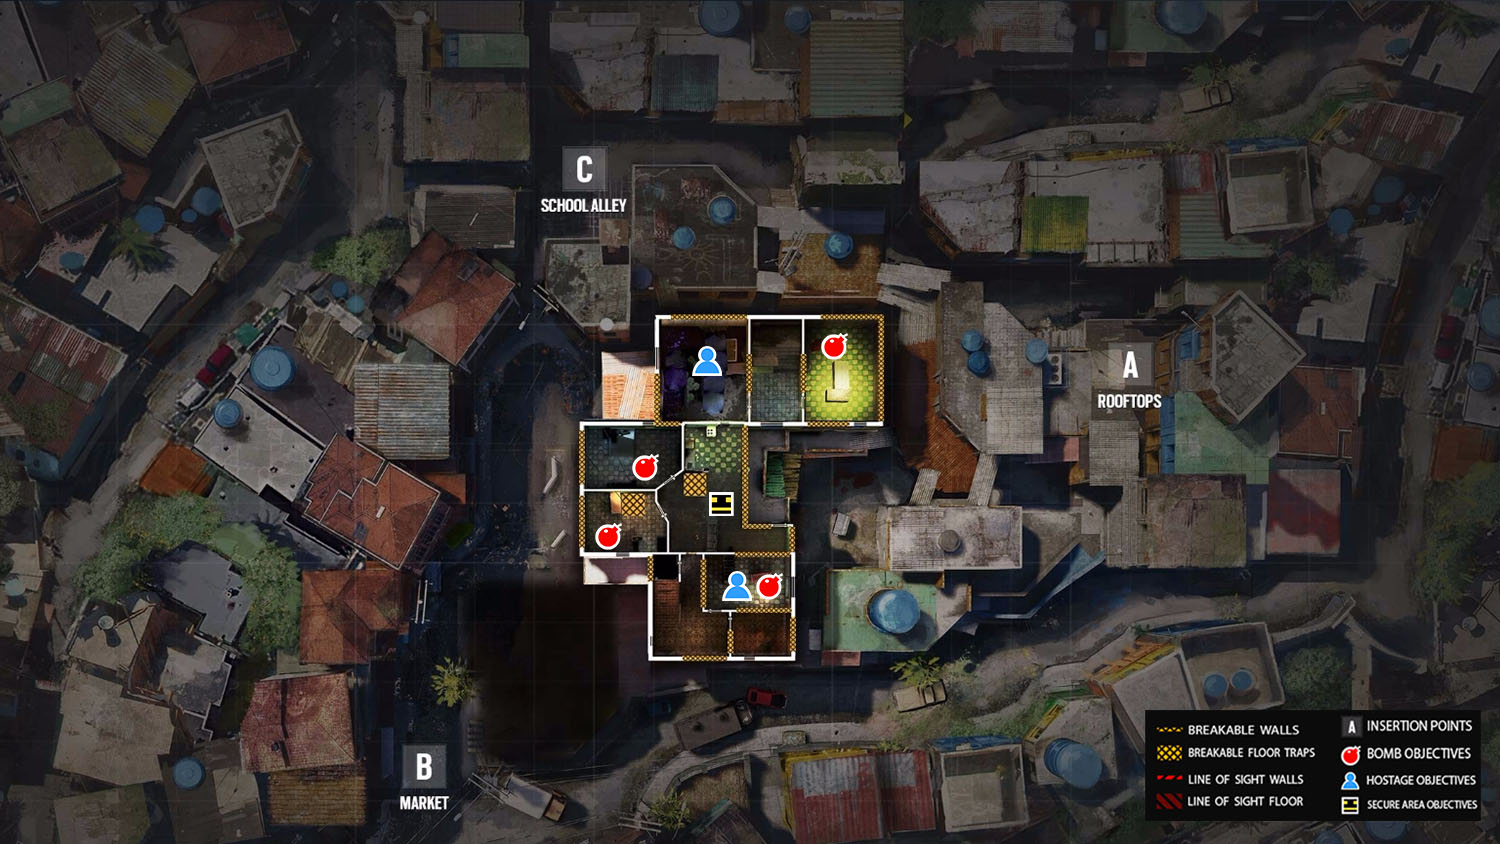 C
SCHOOL ALLEY
A
ROOFTOPS
B
MARKET
BREAKABLE WALLS
BREAKABLE FLOOR TRAPS
LINE OF SIGHT WALLS
LINE OF SIGHT FLOOR
A INSERTION POINTS
BOMB OBJECTIVES
HOSTAGE OBJECTIVES
SECURE AREA OBJECTIVES